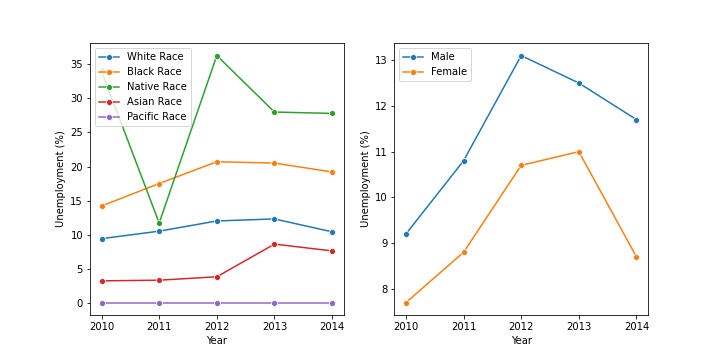 White Race
Black Race
Native Race
Asian Race
Pacific Race
35
30
25
20
15
10
5
0
Unemployment (%)
2010 2011 2012 2013 2014
Year
Male
Female
13
12
11
10
9
8
Unemployment (%)
2010 2011 2012 2013 2014
Year